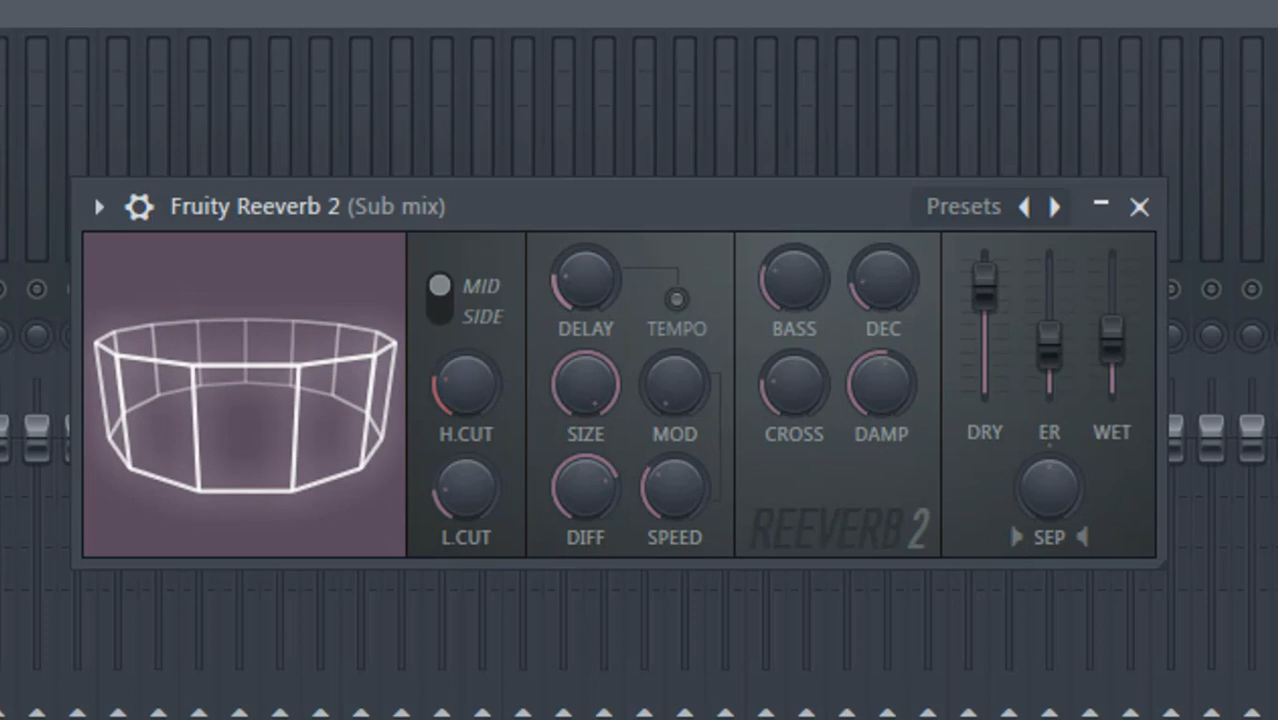 Fruity Reeverb 2 (Sub mix)
Presets
MID
SIDE
H.CUT
L.CUT
DELAY
TEMPO
SIZE
MOD
DIFF
SPEED
BASS
DEC
CROSS
DAMP
REEVERB 2
DRY
ER
WET
SEP